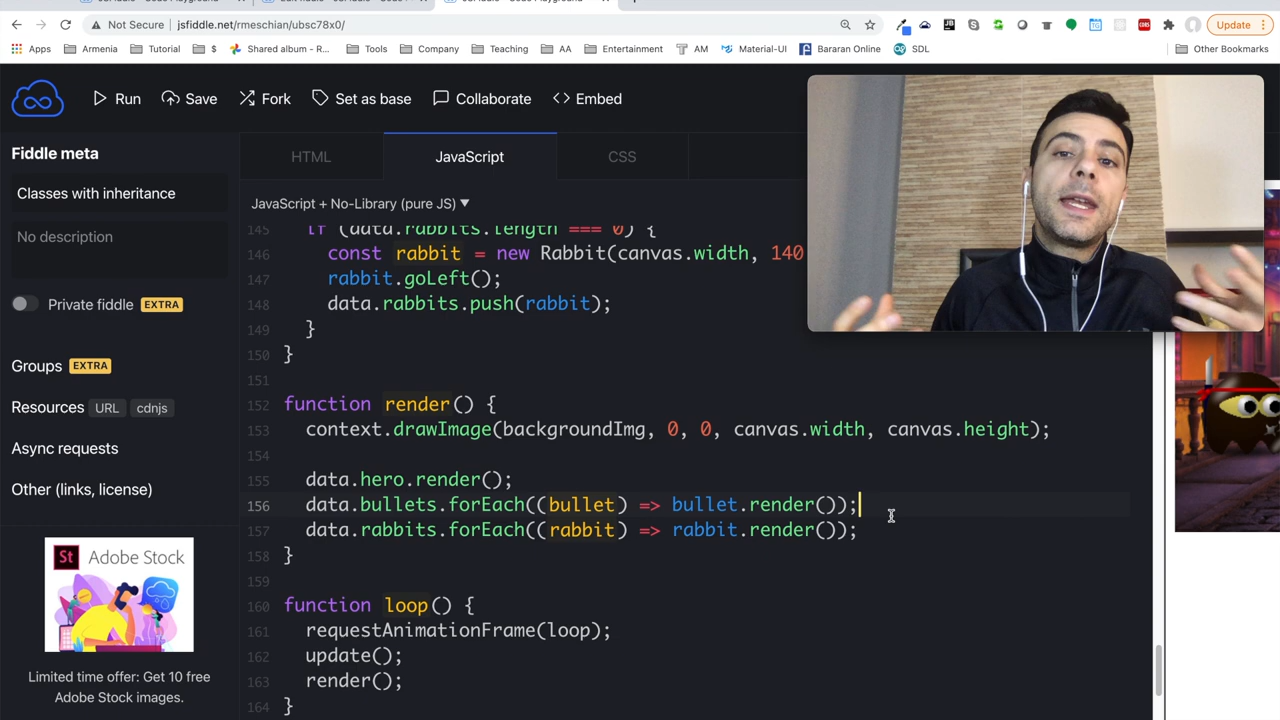 Not Secure | jsfiddle.net/rmeschian/ubsc78x0/
Update
Apps Armenia Tutorial $ Shared album - R... Tools Company Teaching AA Entertainment AM Material-UI Bararan Online SDL Other Bookmarks
Run Save Fork Set as base Collaborate Embed
Fiddle meta
Classes with inheritance
No description
Private fiddle EXTRA
Groups EXTRA
Resources URL cdnjs
Async requests
Other (links, license)
St Adobe Stock
Limited time offer: Get 10 free
Adobe Stock images.
HTML JavaScript CSS
JavaScript + No-Library (pure JS) ▼
145 if (data.rabbits.length === 0) {
146 const rabbit = new Rabbit(canvas.width, 140
147 rabbit.goLeft();
148 data.rabbits.push(rabbit);
149 }
150 }
151
152 function render() {
153 context.drawImage(backgroundImg, 0, 0, canvas.width, canvas.height);
154
155 data.hero.render();
156 data.bullets.forEach((bullet) => bullet.render());
157 data.rabbits.forEach((rabbit) => rabbit.render());
158 }
159
160 function loop() {
161 requestAnimationFrame(loop);
162 update();
163 render();
164 }